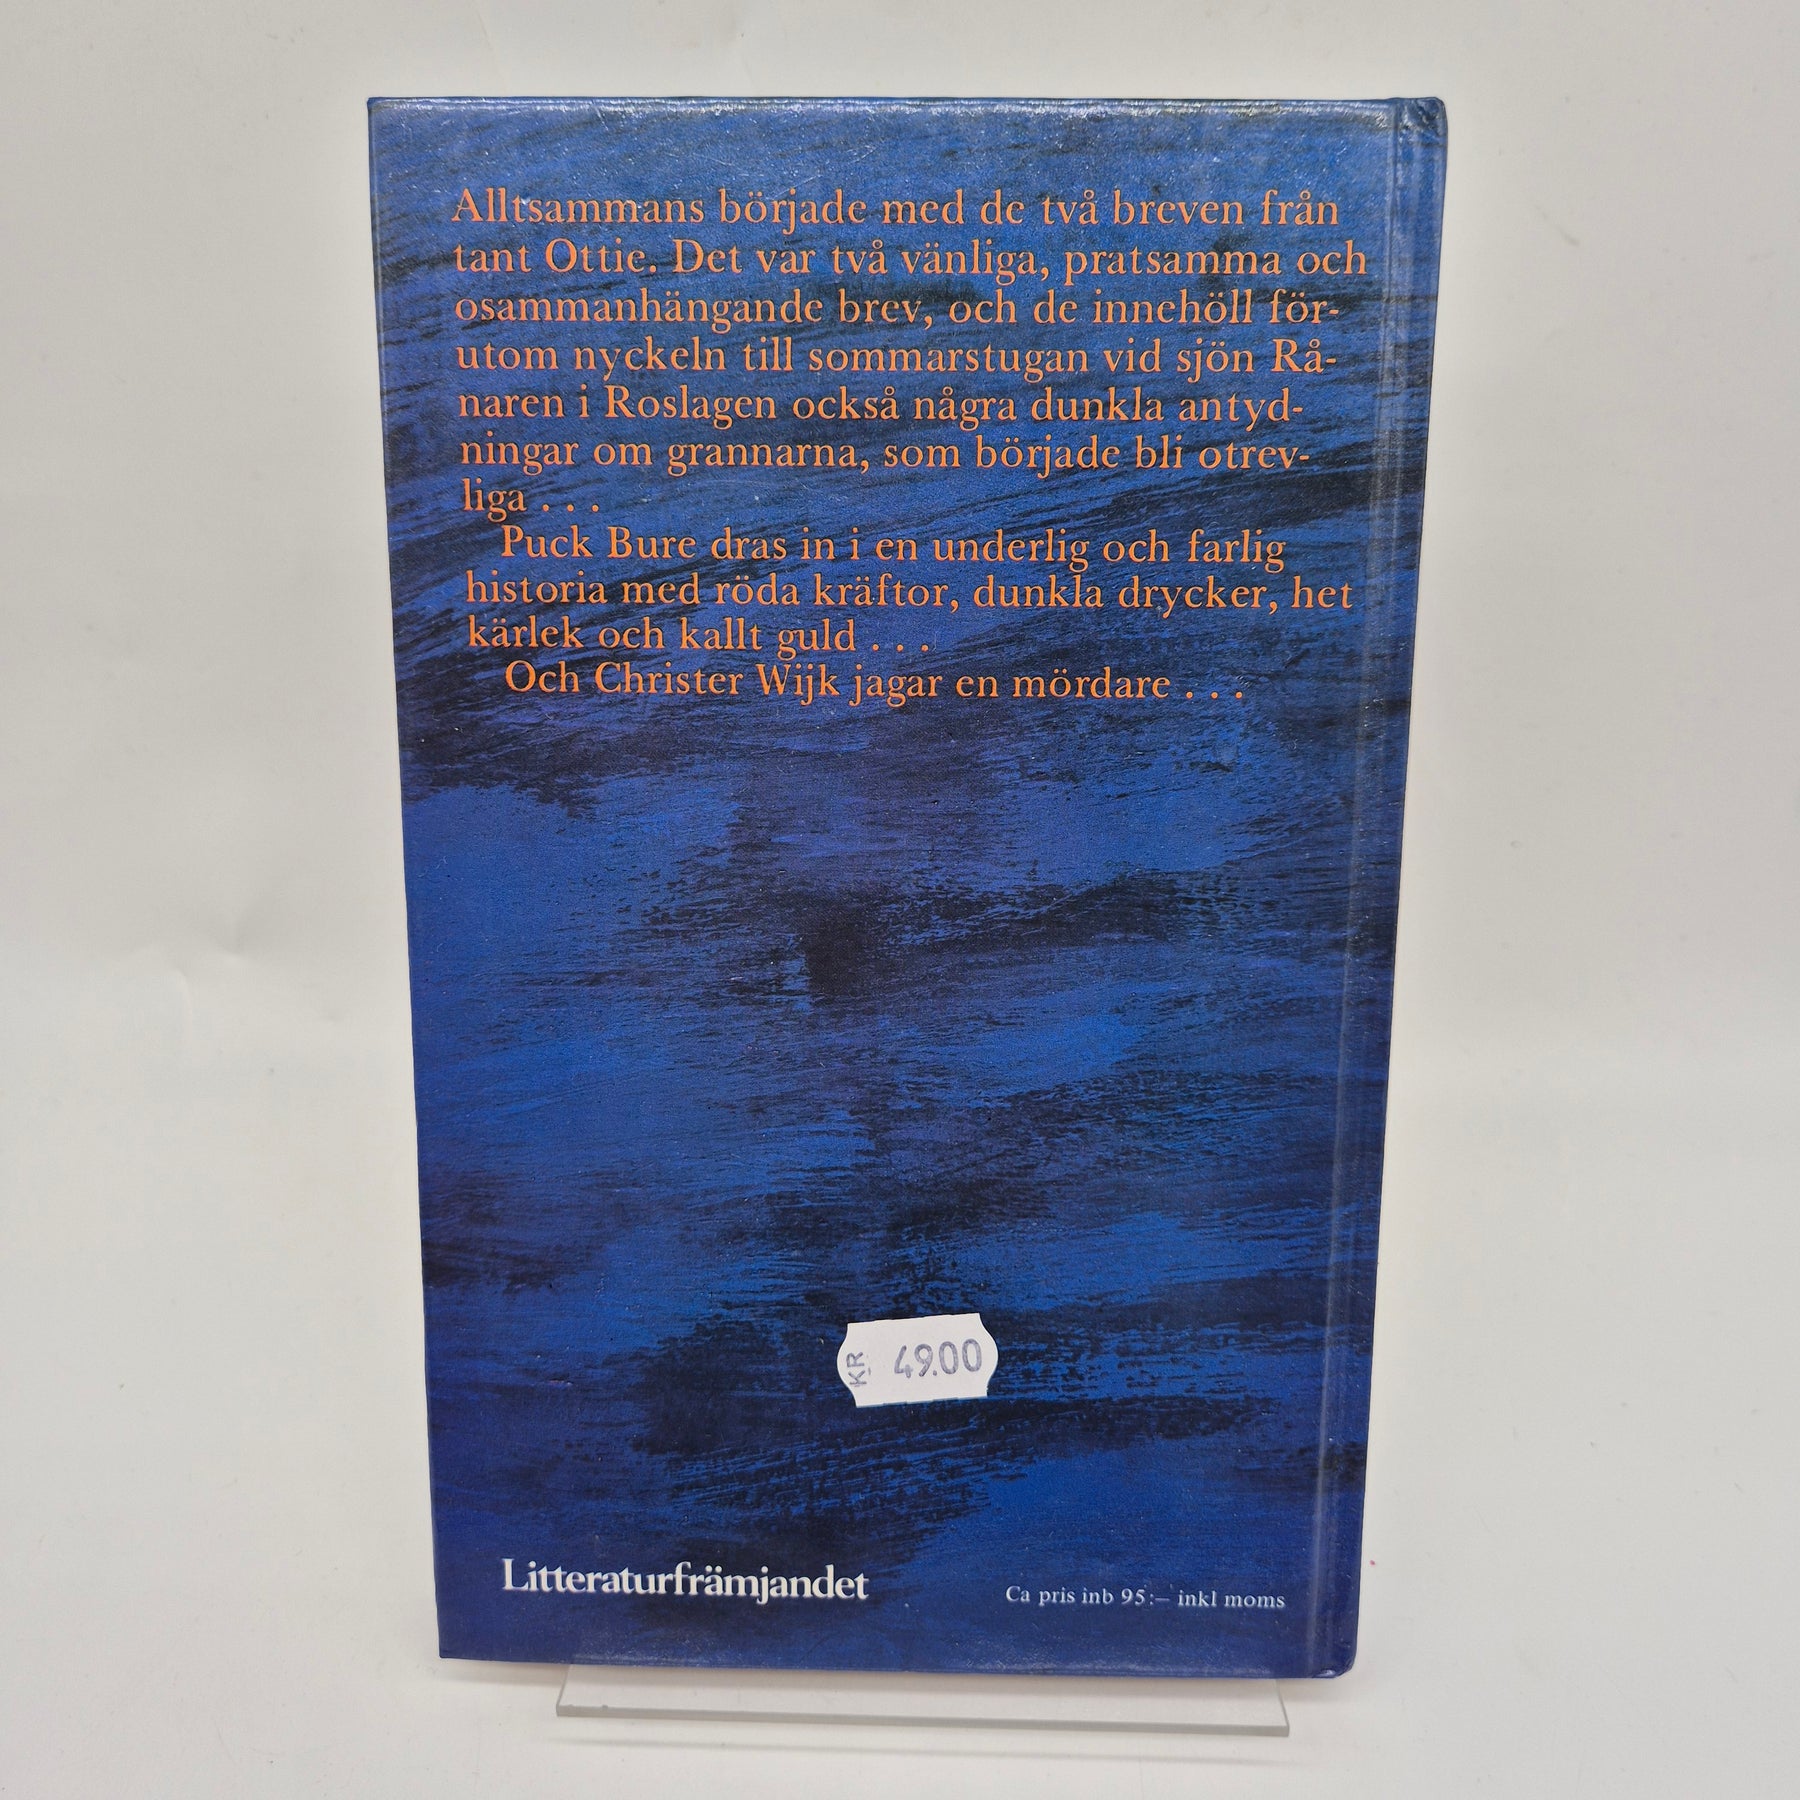 Alltsammans började med de två breven från
tant Ottie. Det var två vänliga, pratsamma och
osammanhängande brev, och de innehöll för-
utom nyckeln till sommarstugan vid sjön Rå-
naren i Roslagen också några dunkla antyd-
ningar om grannarna, som började bli otrev-
liga . . .
Puck Bure dras in i en underlig och farlig
historia med röda kräftor, dunkla drycker, het
kärlek och kallt guld . . .
Och Christer Wijk jagar en mördare . . .
KR 49.00
Litteraturfrämjandet
Ca pris inb 95:– inkl moms